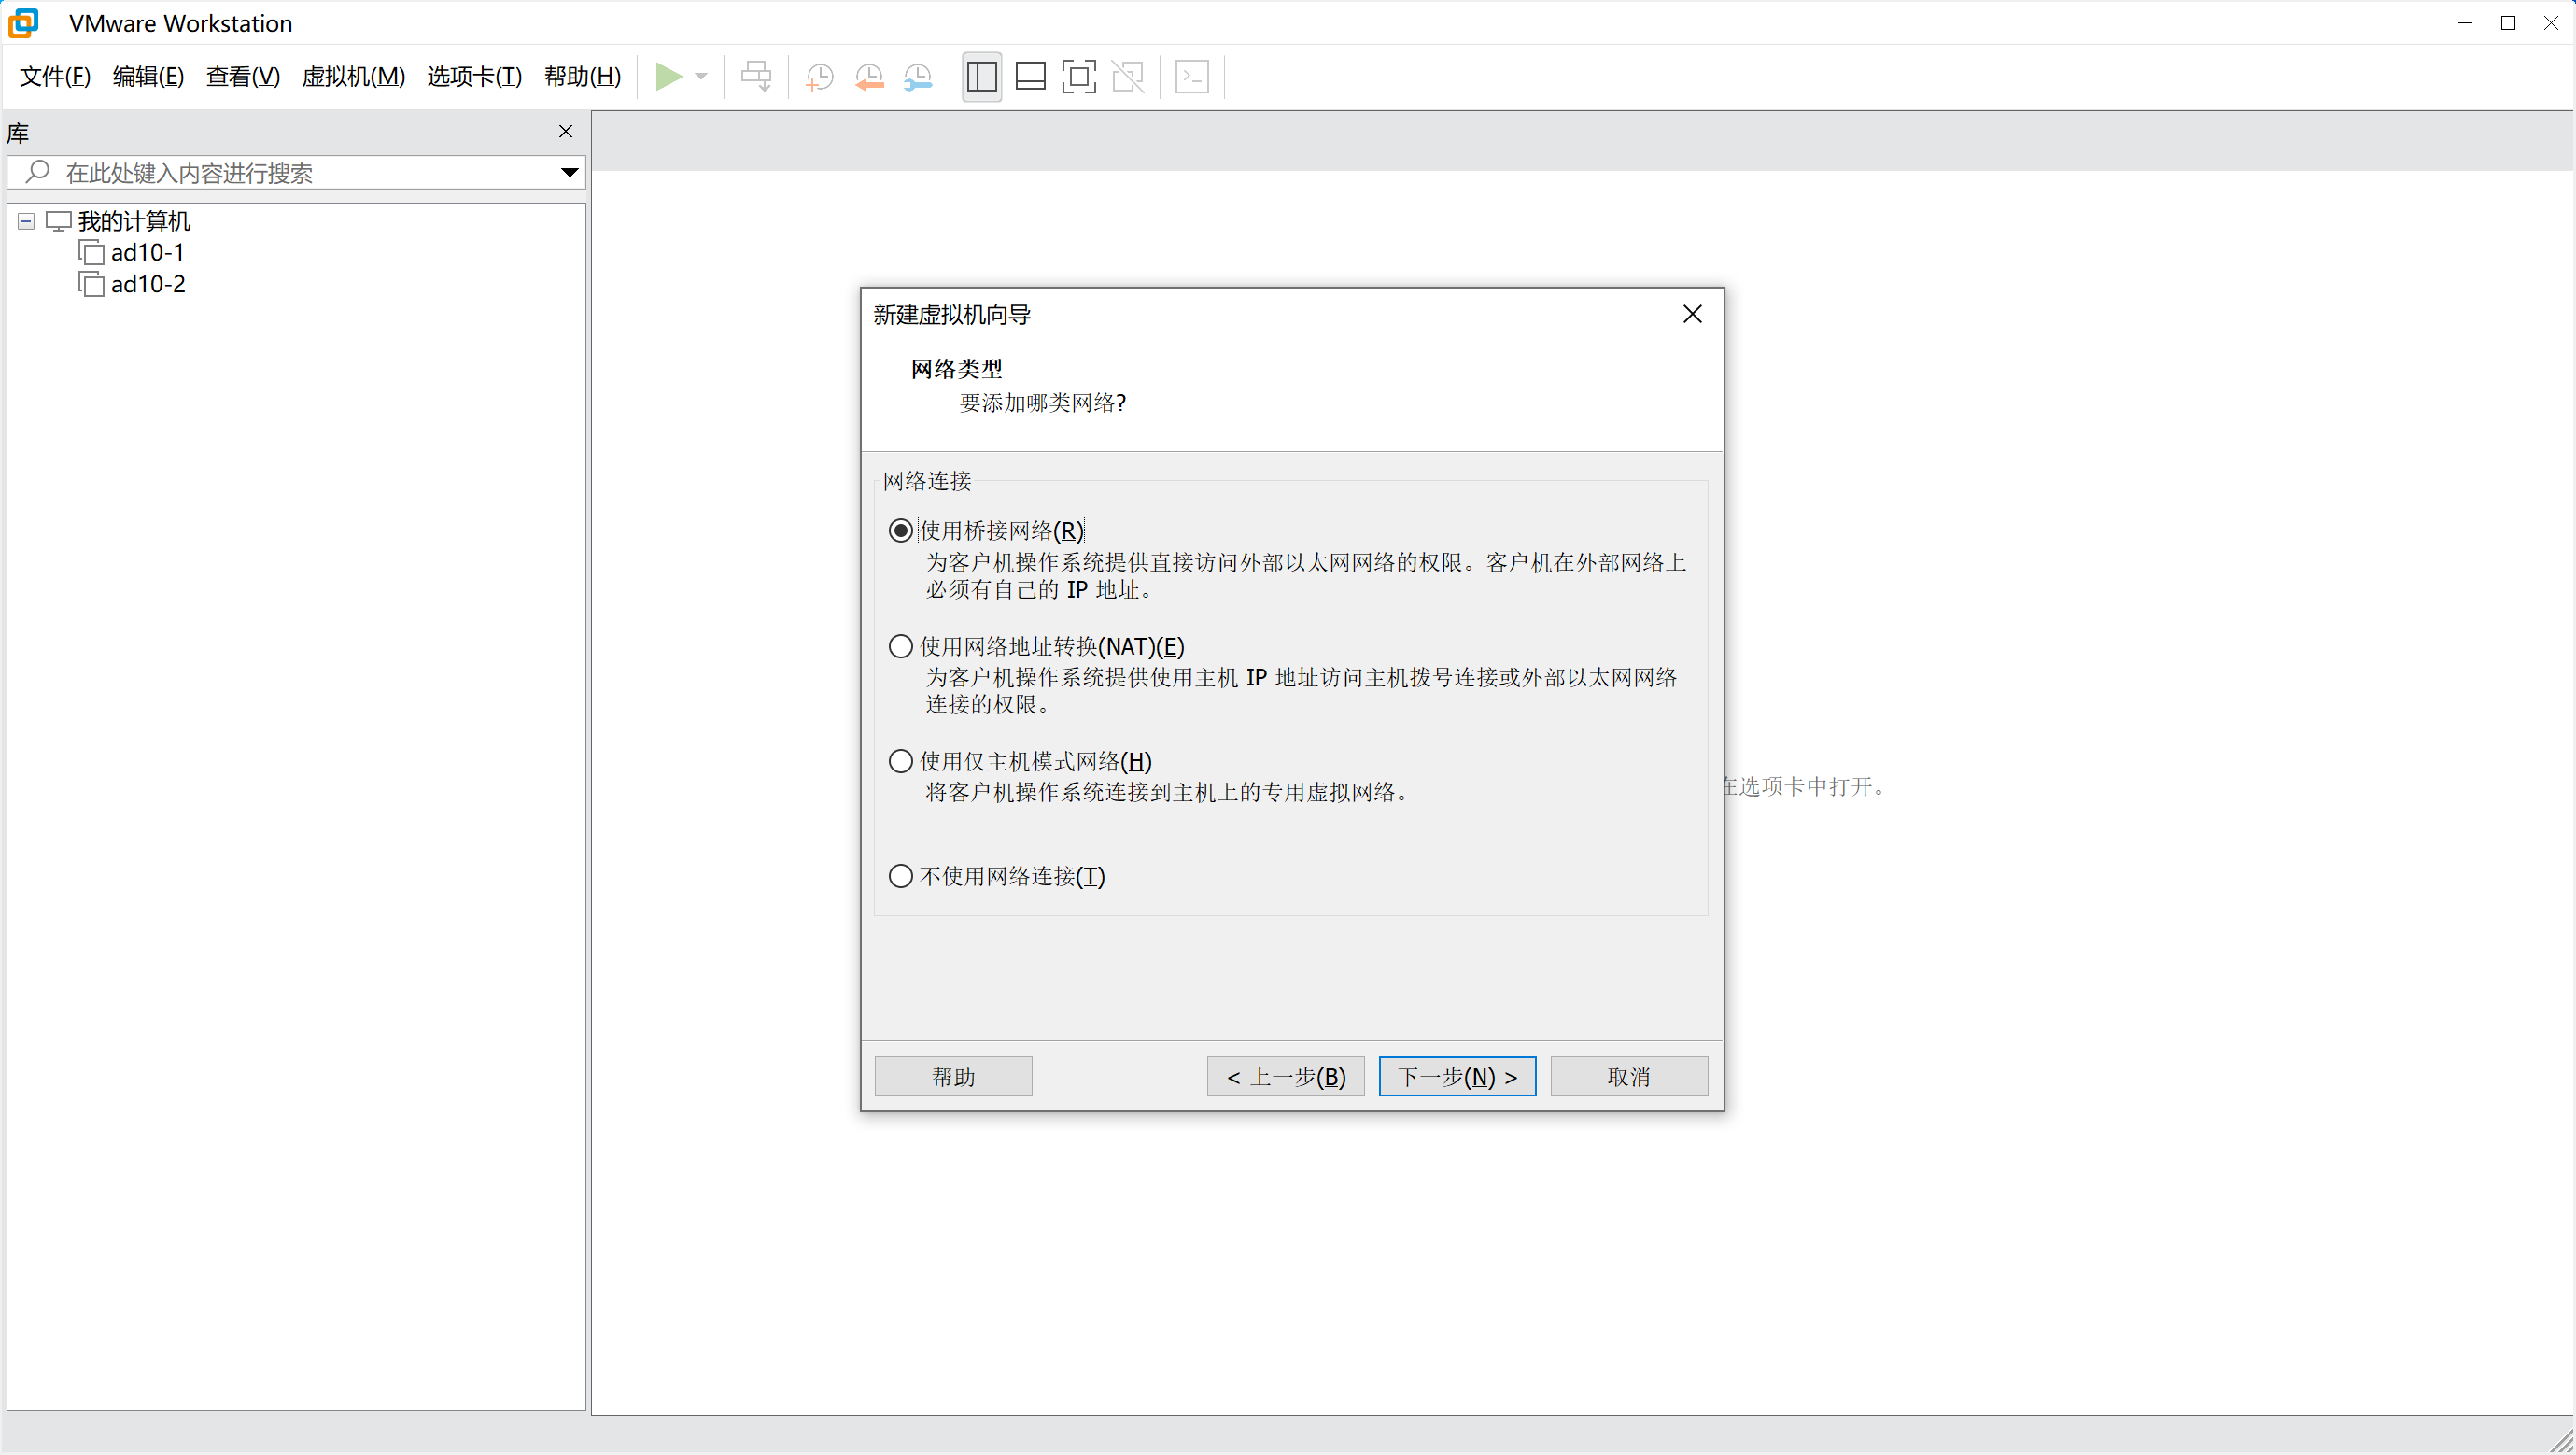 VMware Workstation
文件(F) 编辑(E) 查看(V) 虚拟机(M) 选项卡(T) 帮助(H)
库
在此处键入内容进行搜索
我的计算机
ad10-1
ad10-2
新建虚拟机向导
网络类型
要添加哪类网络?
网络连接
使用桥接网络(R)
为客户机操作系统提供直接访问外部以太网网络的权限。客户机在外部网络上
必须有自己的 IP 地址。
使用网络地址转换(NAT)(E)
为客户机操作系统提供使用主机 IP 地址访问主机拨号连接或外部以太网网络
连接的权限。
使用仅主机模式网络(H)
将客户机操作系统连接到主机上的专用虚拟网络。
在选项卡中打开。
不使用网络连接(T)
帮助
< 上一步(B)
下一步(N) >
取消